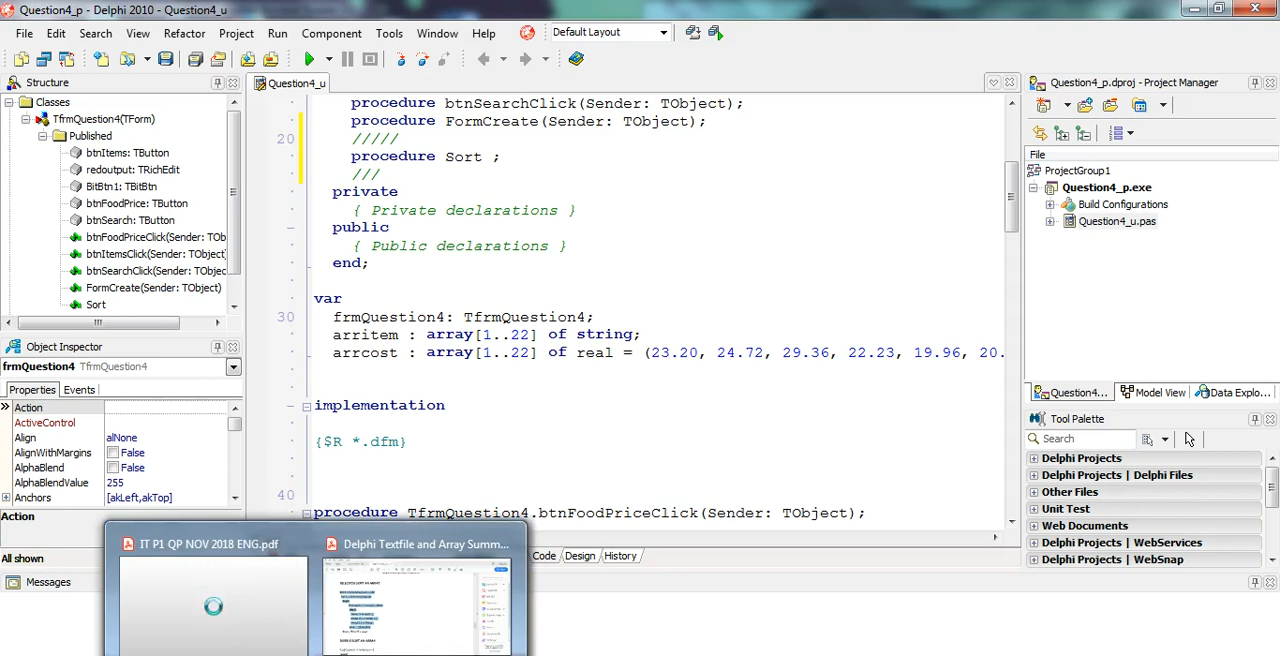 Question4_p - Delphi 2010 - Question4_u
File Edit Search View Refactor Project Run Component Tools Window Help Default Layout
Structure
Classes
TfrmQuestion4(TForm)
Published
btnItems: TButton
redoutput: TRichEdit
BitBtn1: TBitBtn
btnFoodPrice: TButton
btnSearch: TButton
btnFoodPriceClick(Sender: TOb
btnItemsClick(Sender: TObjec
btnSearchClick(Sender: TObjec
FormCreate(Sender: TObject)
Sort
Object Inspector
frmQuestion4 TfrmQuestion4
Properties Events
Action
ActiveControl
Align alNone
AlignWithMargins False
AlphaBlend False
AlphaBlendValue 255
Anchors [akLeft,akTop]
Action
All shown
Messages
Question4_u
procedure btnSearchClick(Sender: TObject);
procedure FormCreate(Sender: TObject);
20 /////
procedure Sort ;
///
private
{ Private declarations }
public
{ Public declarations }
end;
var
30 frmQuestion4: TfrmQuestion4;
arritem : array[1..22] of string;
arrcost : array[1..22] of real = (23.20, 24.72, 29.36, 22.23, 19.96, 20.
implementation
{$R *.dfm}
40
procedure TfrmQuestion4.btnFoodPriceClick(Sender: TObject);
Code Design History
IT P1 QP NOV 2018 ENG.pdf
Delphi Textfile and Array Summ...
Question4_p.dproj - Project Manager
File
ProjectGroup1
Question4_p.exe
Build Configurations
Question4_u.pas
Question4... Model View Data Explo...
Tool Palette
Search
Delphi Projects
Delphi Projects | Delphi Files
Other Files
Unit Test
Web Documents
Delphi Projects | WebServices
Delphi Projects | WebSnap